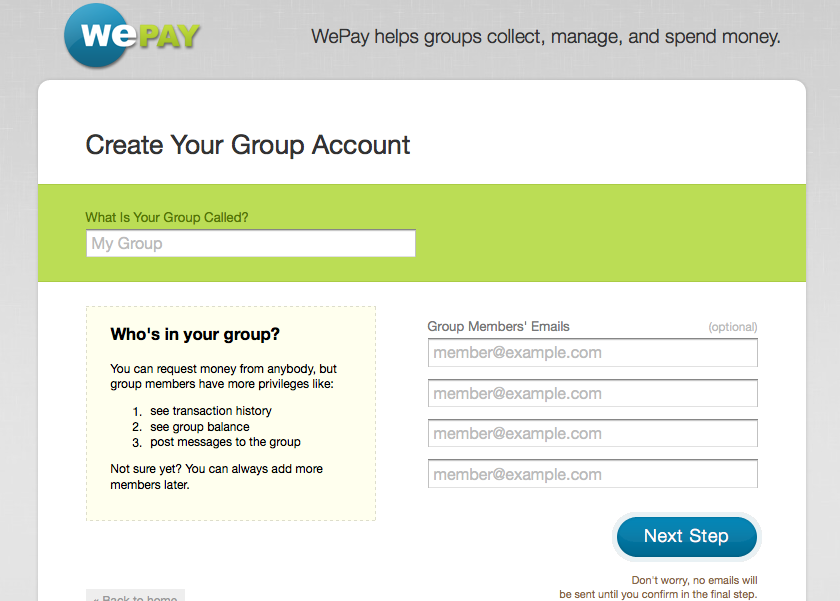 wePAY
WePay helps groups collect, manage, and spend money.
Create Your Group Account
What Is Your Group Called?
My Group
Who's in your group?
You can request money from anybody, but
group members have more privileges like:
1. see transaction history
2. see group balance
3. post messages to the group
Not sure yet? You can always add more
members later.
Group Members' Emails (optional)
member@example.com
member@example.com
member@example.com
member@example.com
Next Step
Don't worry, no emails will
be sent until you confirm in the final step.
« Back to home